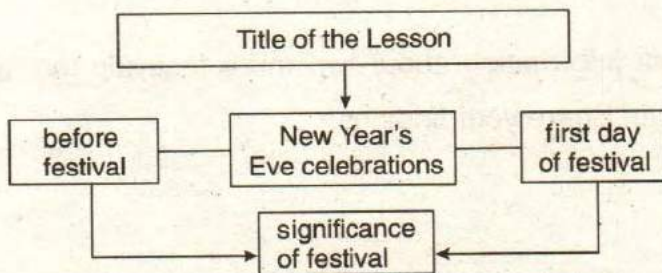 Title of the Lesson
before
festival
New Year's
Eve celebrations
first day
of festival
significance
of festival